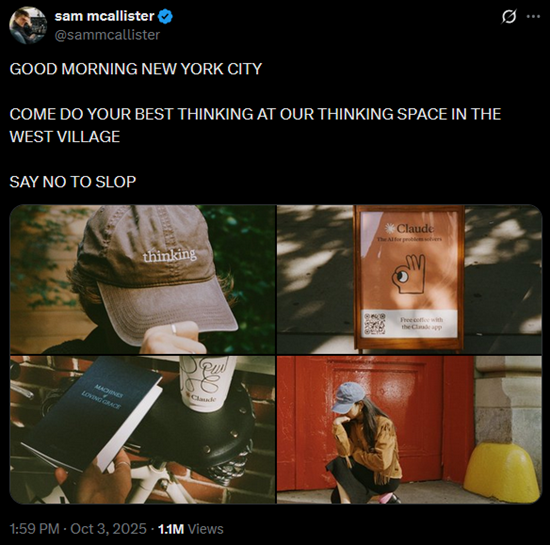 sam mcallister
@sammcallister
GOOD MORNING NEW YORK CITY
COME DO YOUR BEST THINKING AT OUR THINKING SPACE IN THE
WEST VILLAGE
SAY NO TO SLOP
thinking
Claude
The AI for problem solvers
Free coffee with
the Claude app
MACHINES
of
LOVING GRACE
Claude
1:59 PM · Oct 3, 2025 · 1.1M Views